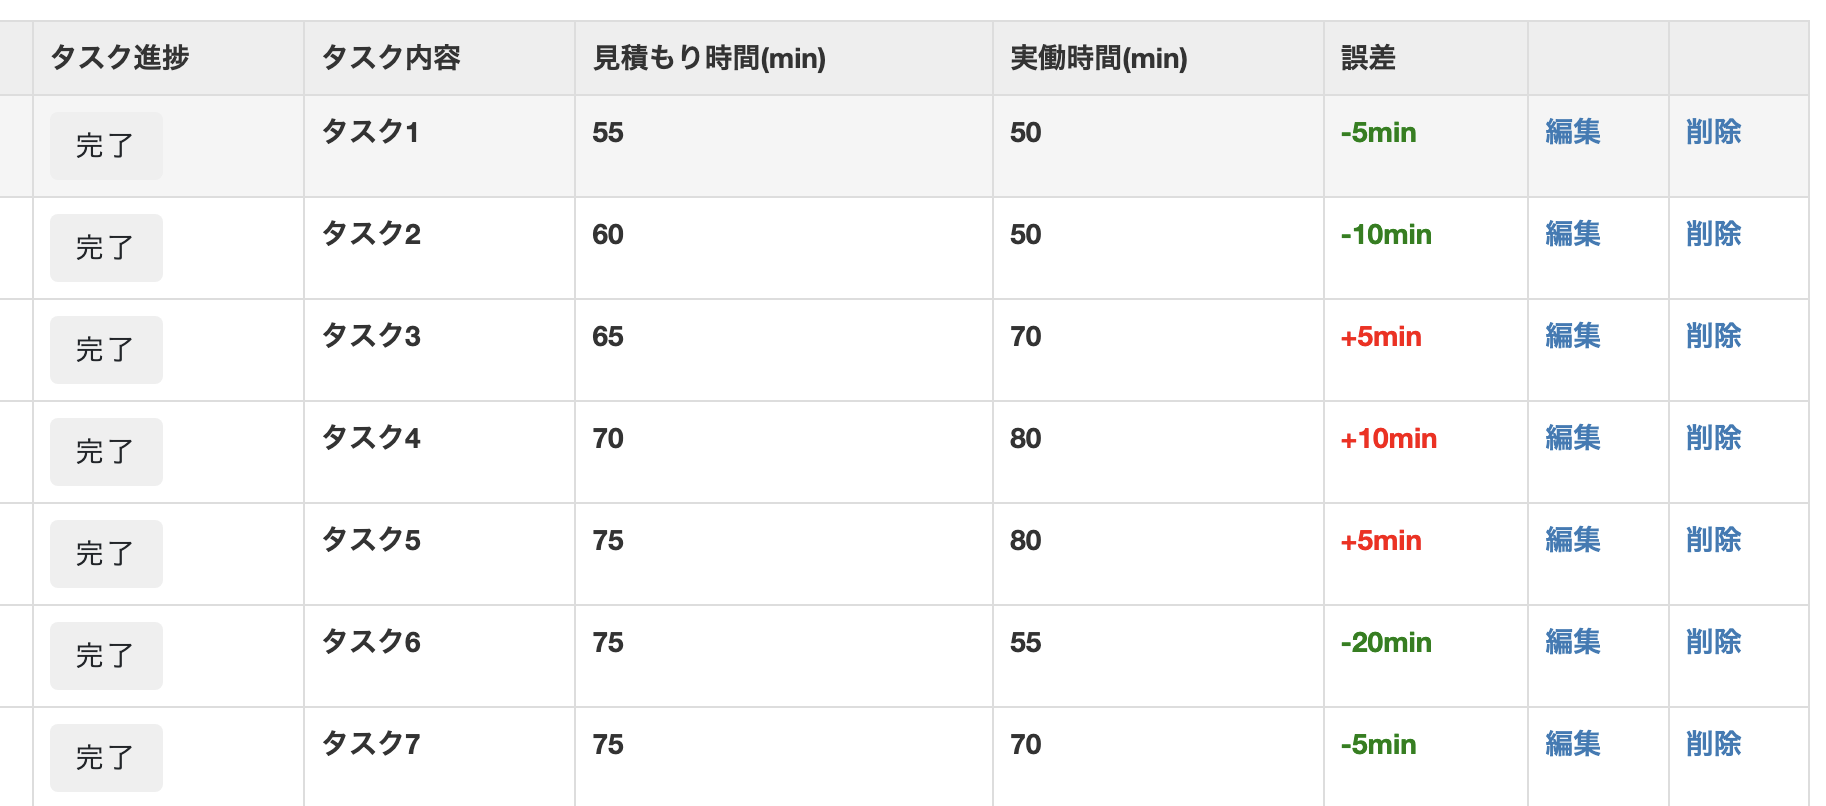 タスク進捗 タスク内容 見積もり時間(min) 実働時間(min) 誤差
完了 タスク1 55 50 -5min 編集 削除
完了 タスク2 60 50 -10min 編集 削除
完了 タスク3 65 70 +5min 編集 削除
完了 タスク4 70 80 +10min 編集 削除
完了 タスク5 75 80 +5min 編集 削除
完了 タスク6 75 55 -20min 編集 削除
完了 タスク7 75 70 -5min 編集 削除